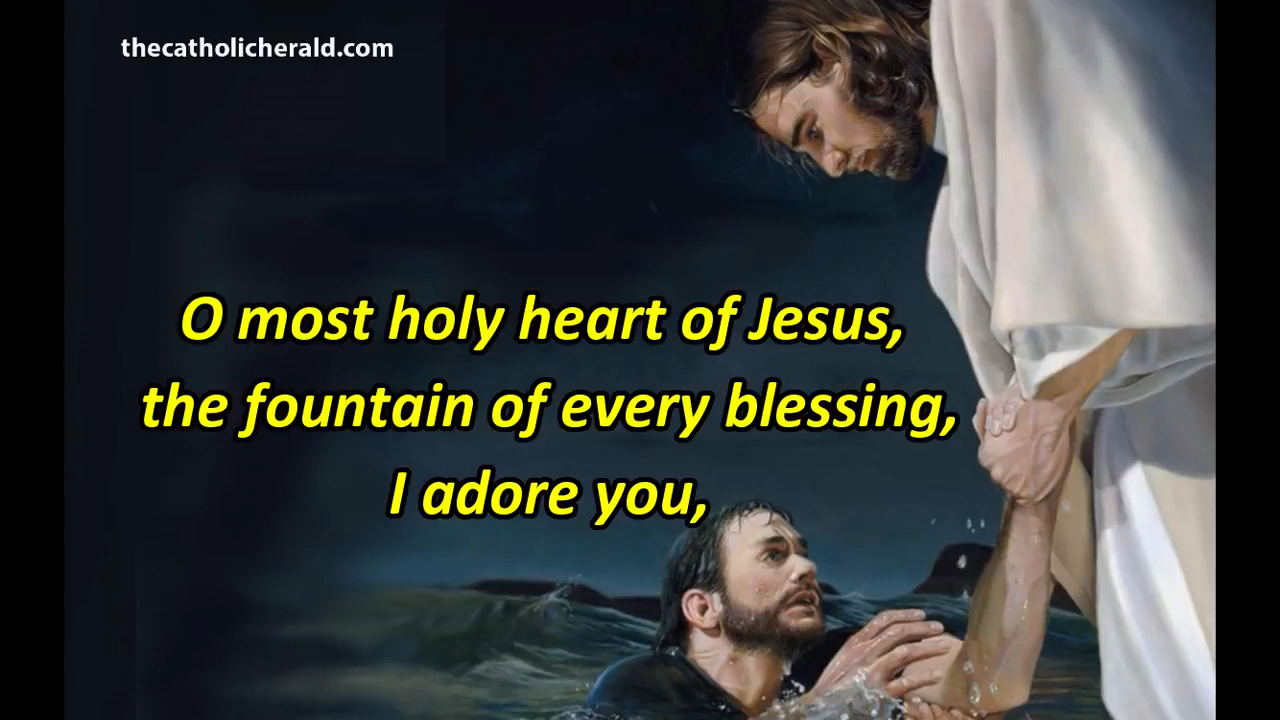 thecatholicherald.com
O most holy heart of Jesus,
the fountain of every blessing,
I adore you,